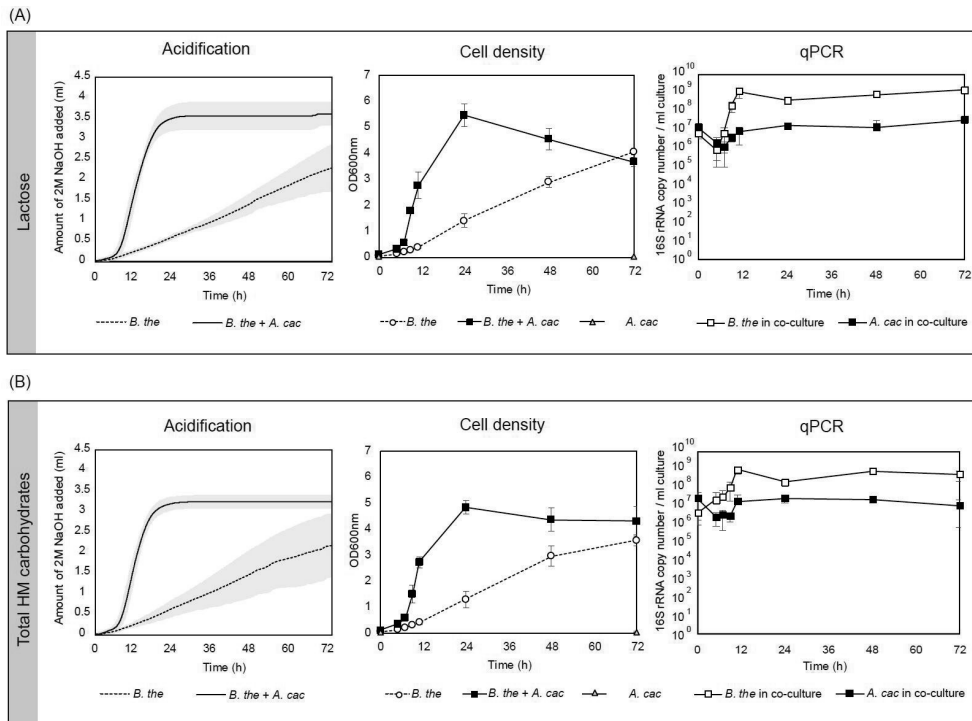 (A)
Lactose
Acidification
Amount of 2M NaOH added (ml)
4.5
4
3.5
3
2.5
2
1.5
1
0.5
0
0 12 24 36 48 60 72
Time (h)
B. the B. the + A. cac
Cell density
OD600nm
7
6
5
4
3
2
1
0
0 12 24 36 48 60 72
Time (h)
B. the B. the + A. cac A. cac
qPCR
16S rRNA copy number / ml culture
10^10
10^9
10^8
10^7
10^6
10^5
10^4
10^3
10^2
10^1
10^0
0 12 24 36 48 60 72
Time (h)
B. the in co-culture A. cac in co-culture
(B)
Total HM carbohydrates
Acidification
Amount of 2M NaOH added (ml)
4.5
4
3.5
3
2.5
2
1.5
1
0.5
0
0 12 24 36 48 60 72
Time (h)
B. the B. the + A. cac
Cell density
OD600nm
7
6
5
4
3
2
1
0
0 12 24 36 48 60 72
Time (h)
B. the B. the + A. cac A. cac
qPCR
16S rRNA copy number / ml culture
10^10
10^9
10^8
10^7
10^6
10^5
10^4
10^3
10^2
10^1
10^0
0 12 24 36 48 60 72
Time (h)
B. the in co-culture A. cac in co-culture